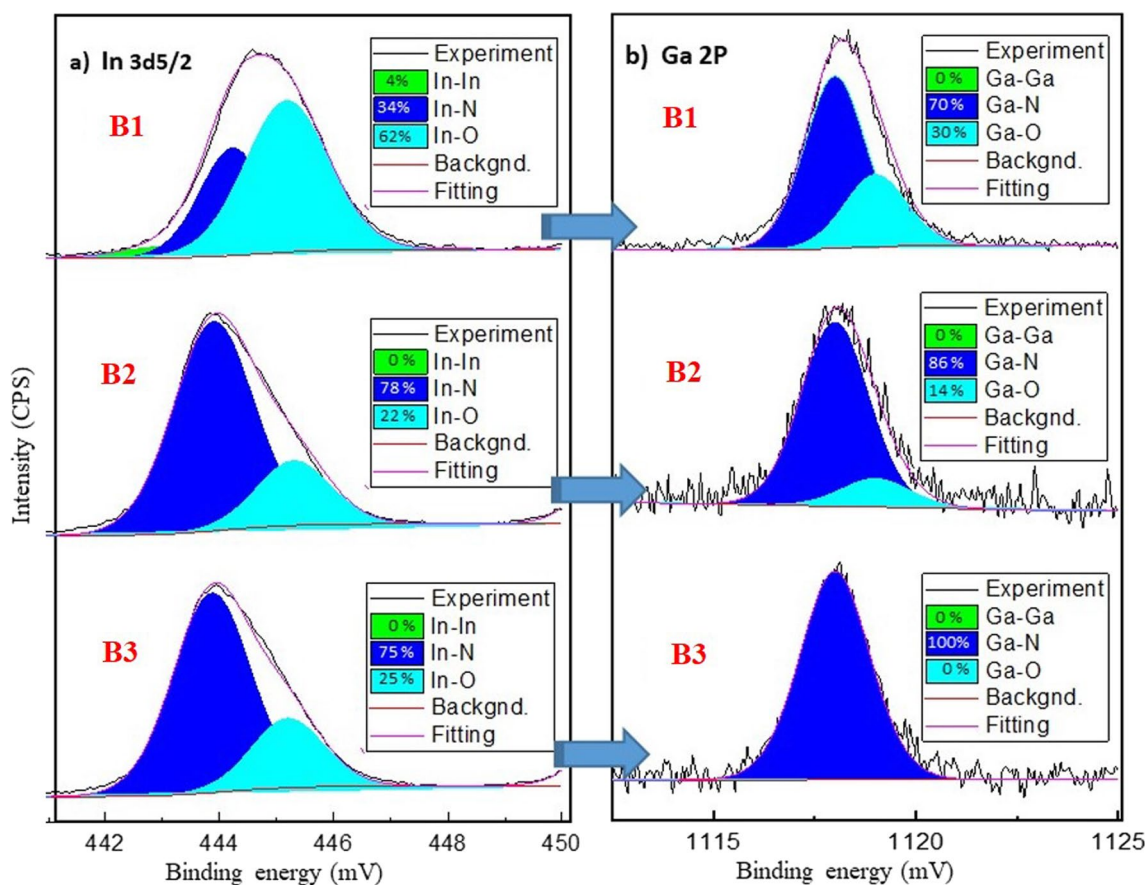 a) In 3d5/2
B1
Experiment
4% In-In
34% In-N
62% In-O
Backgnd.
Fitting
B2
Experiment
0% In-In
78% In-N
22% In-O
Backgnd.
Fitting
B3
Experiment
0% In-In
75% In-N
25% In-O
Backgnd.
Fitting
Intensity (CPS)
442 444 446 448 450
Binding energy (mV)
b) Ga 2P
B1
Experiment
0% Ga-Ga
70% Ga-N
30% Ga-O
Backgnd.
Fitting
B2
Experiment
0% Ga-Ga
86% Ga-N
14% Ga-O
Backgnd.
Fitting
B3
Experiment
0% Ga-Ga
100% Ga-N
0% Ga-O
Backgnd.
Fitting
1115 1120 1125
Binding energy (mV)